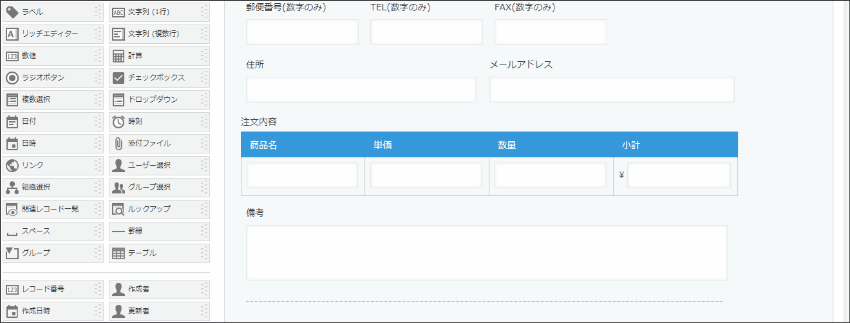 ラベル
文字列 (1行)
リッチエディター
文字列 (複数行)
数値
計算
ラジオボタン
チェックボックス
複数選択
ドロップダウン
日付
時刻
日時
添付ファイル
リンク
ユーザー選択
組織選択
グループ選択
関連レコード一覧
ルックアップ
スペース
罫線
グループ
テーブル
レコード番号
作成者
作成日時
更新者
郵便番号(数字のみ)
TEL(数字のみ)
FAX(数字のみ)
住所
メールアドレス
注文内容
商品名
単価
数量
小計
¥
備考